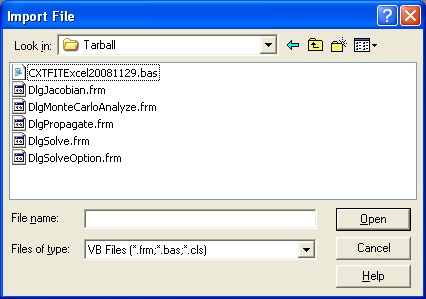 Import File
Look in: Tarball
CXTFITExcel20081129.bas
DlgJacobian.frm
DlgMonteCarloAnalyze.frm
DlgPropagate.frm
DlgSolve.frm
DlgSolveOption.frm
File name: Open
Files of type: VB Files (*.frm;*.bas;*.cls) Cancel
Help